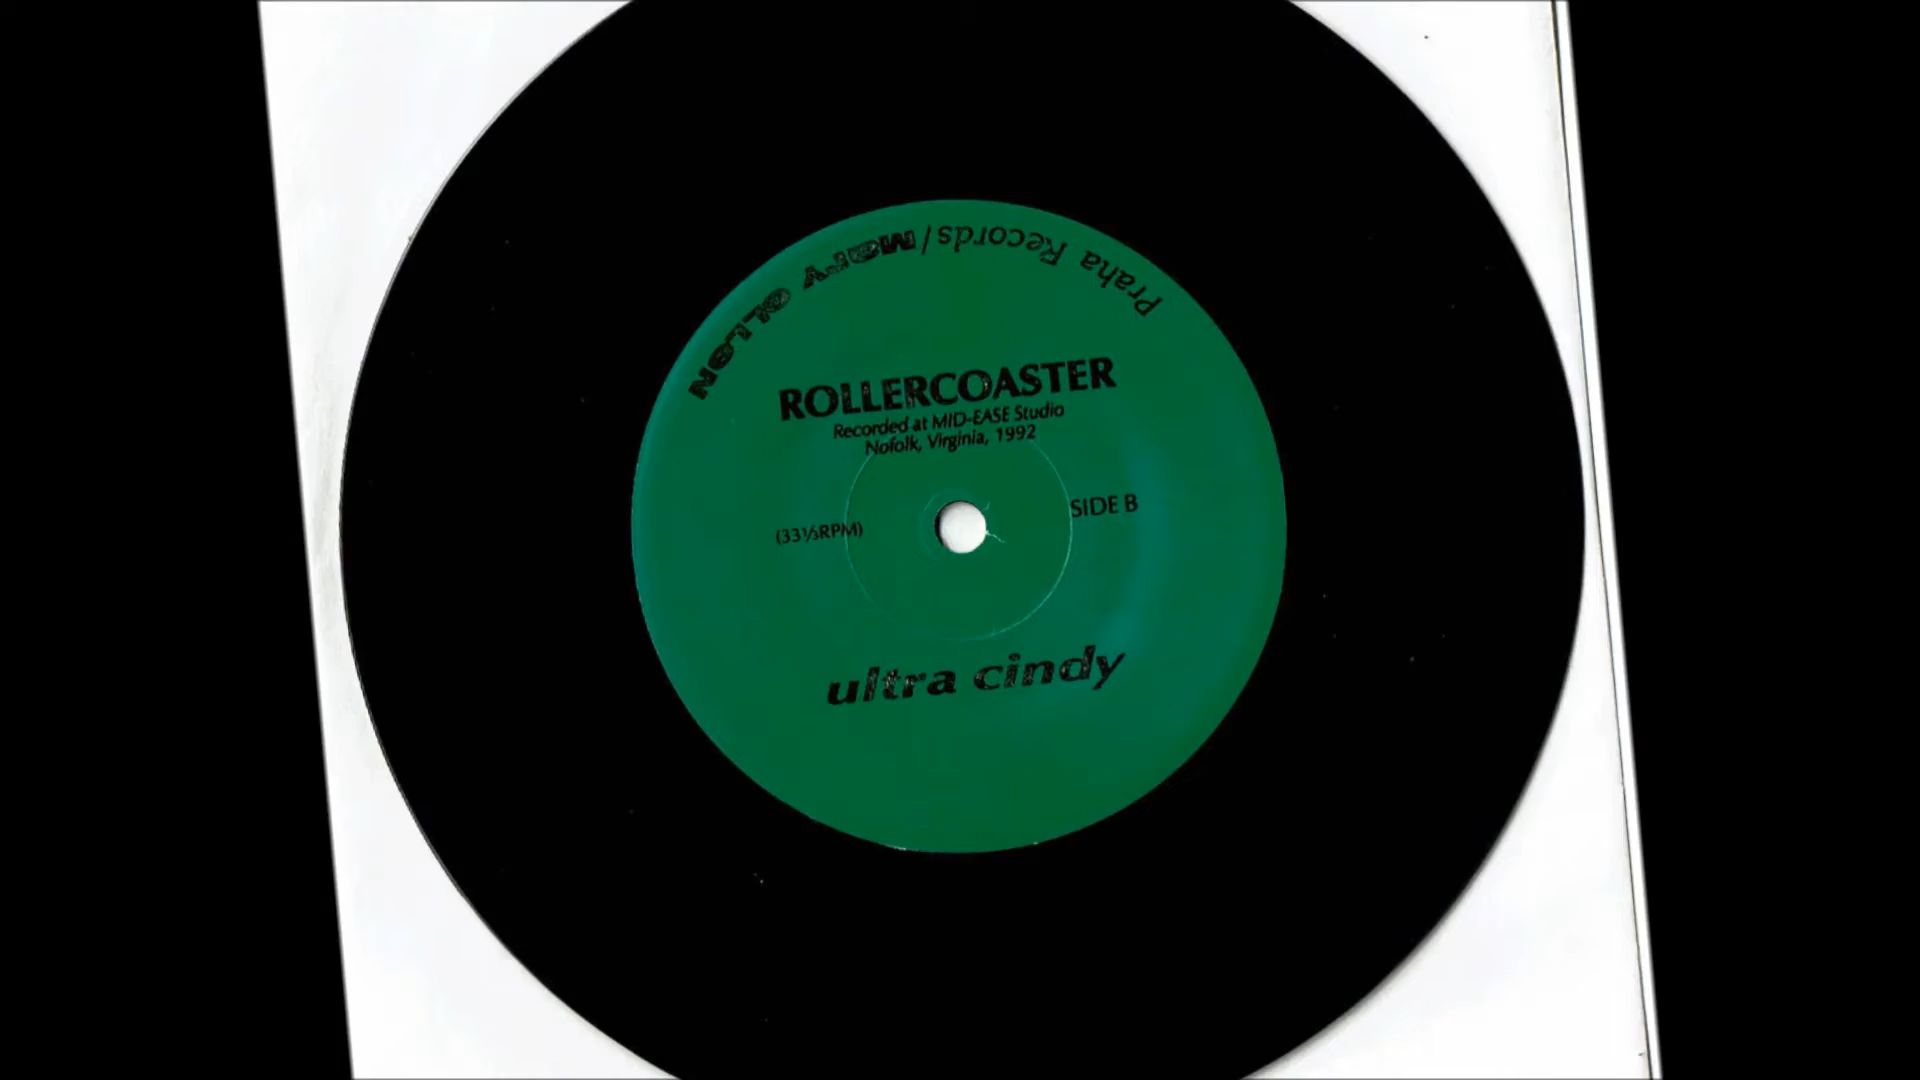 Praha Records/Mary ellen
ROLLERCOASTER
Recorded at MID-EASE Studio
Nofolk, Virginia, 1992
(33⅓RPM)
SIDE B
ultra cindy